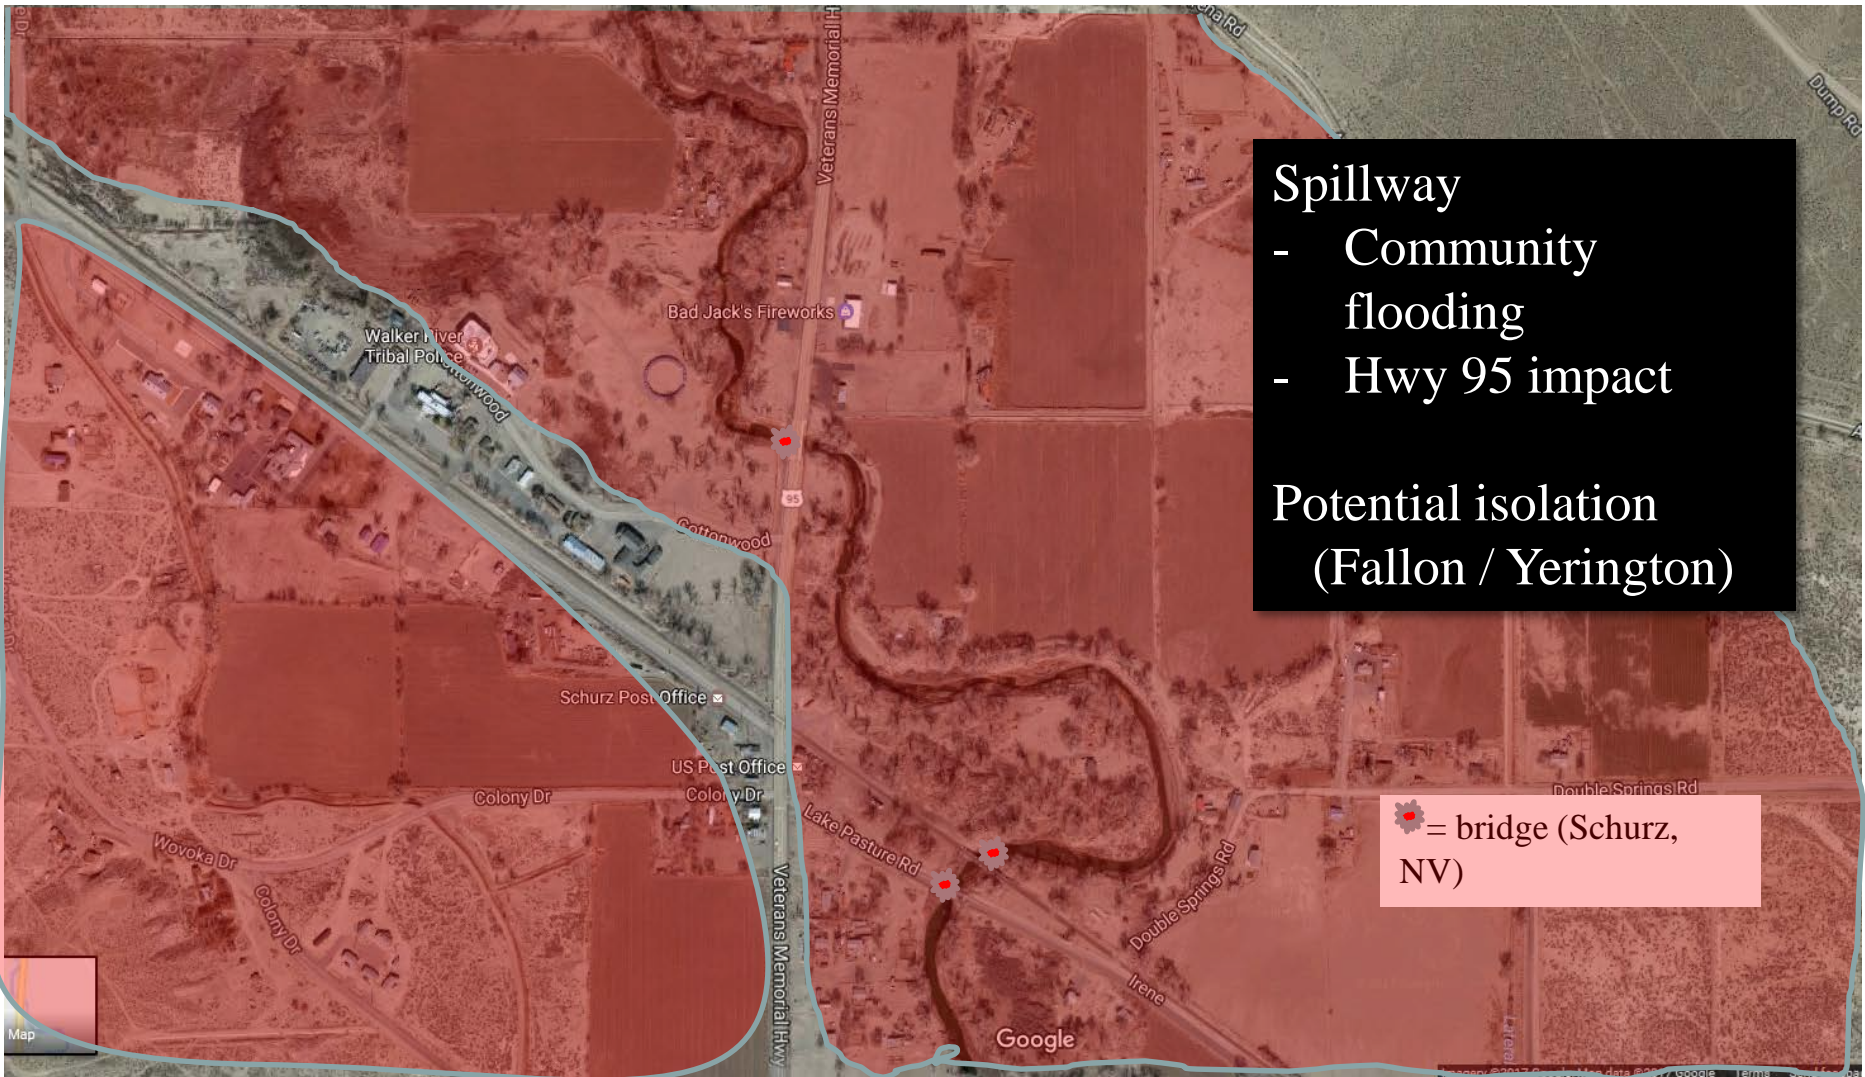 Veterans Memorial H
Dump Rd
Spillway
- Community
flooding
- Hwy 95 impact
Potential isolation
(Fallon / Yerington)
Bad Jack's Fireworks
Walker River
Tribal Police
Cottonwood
95
Cottonwood
Schurz Post Office
US Post Office
Colony Dr
Colony Dr
Double Springs Rd
= bridge (Schurz,
NV)
Lake Pasture Rd
Wovoka Dr
Colony Dr
Double Springs Rd
Veterans Memorial Hwy
Irene
Map
Google